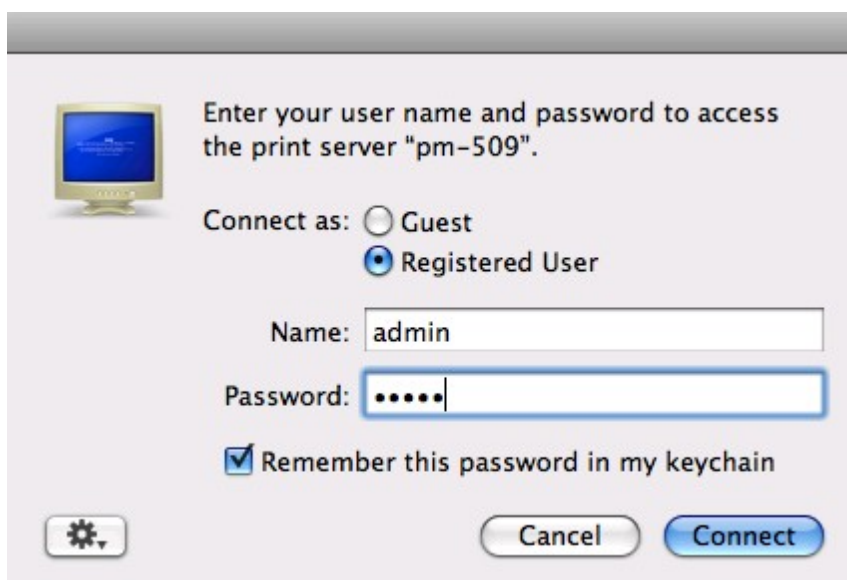 Enter your user name and password to access
the print server “pm-509”.
Connect as: Guest
Registered User
Name: admin
Password: •••••
Remember this password in my keychain
Cancel Connect